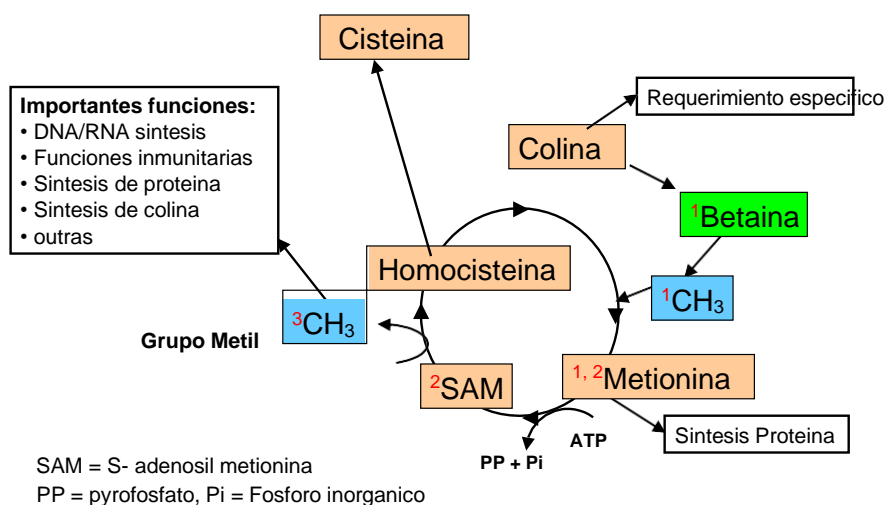 Cisteina
Importantes funciones:
• DNA/RNA sintesis
• Funciones inmunitarias
• Sintesis de proteina
• Sintesis de colina
• outras
Requerimiento especifico
Colina
¹Betaina
Homocisteina
¹CH₃
³CH₃
Grupo Metil
²SAM
¹, ²Metionina
ATP
PP + Pi
Sintesis Proteina
SAM = S- adenosil metionina
PP = pyrofosfato, Pi = Fosforo inorganico